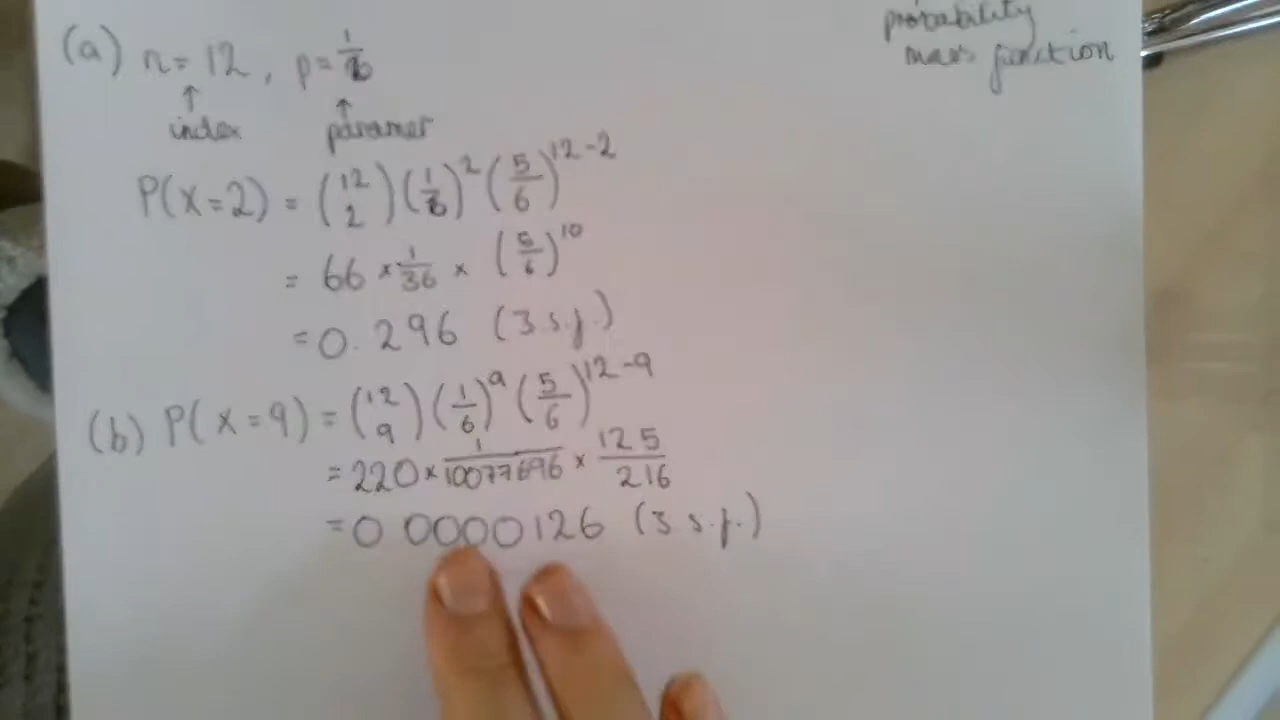 probability
mass function
(a) n = 12, p = 1/6
↑ ↑
index paramer
P(X=2) = (12 2)(1/6)^2 (5/6)^12-2
= 66 × 1/36 × (5/6)^10
= 0.296 (3 s.f.)
(b) P(X=9) = (12 9)(1/6)^9 (5/6)^12-9
= 220 × 1/10077696 × 125/216
= 0 0000126 (3 s.f.)